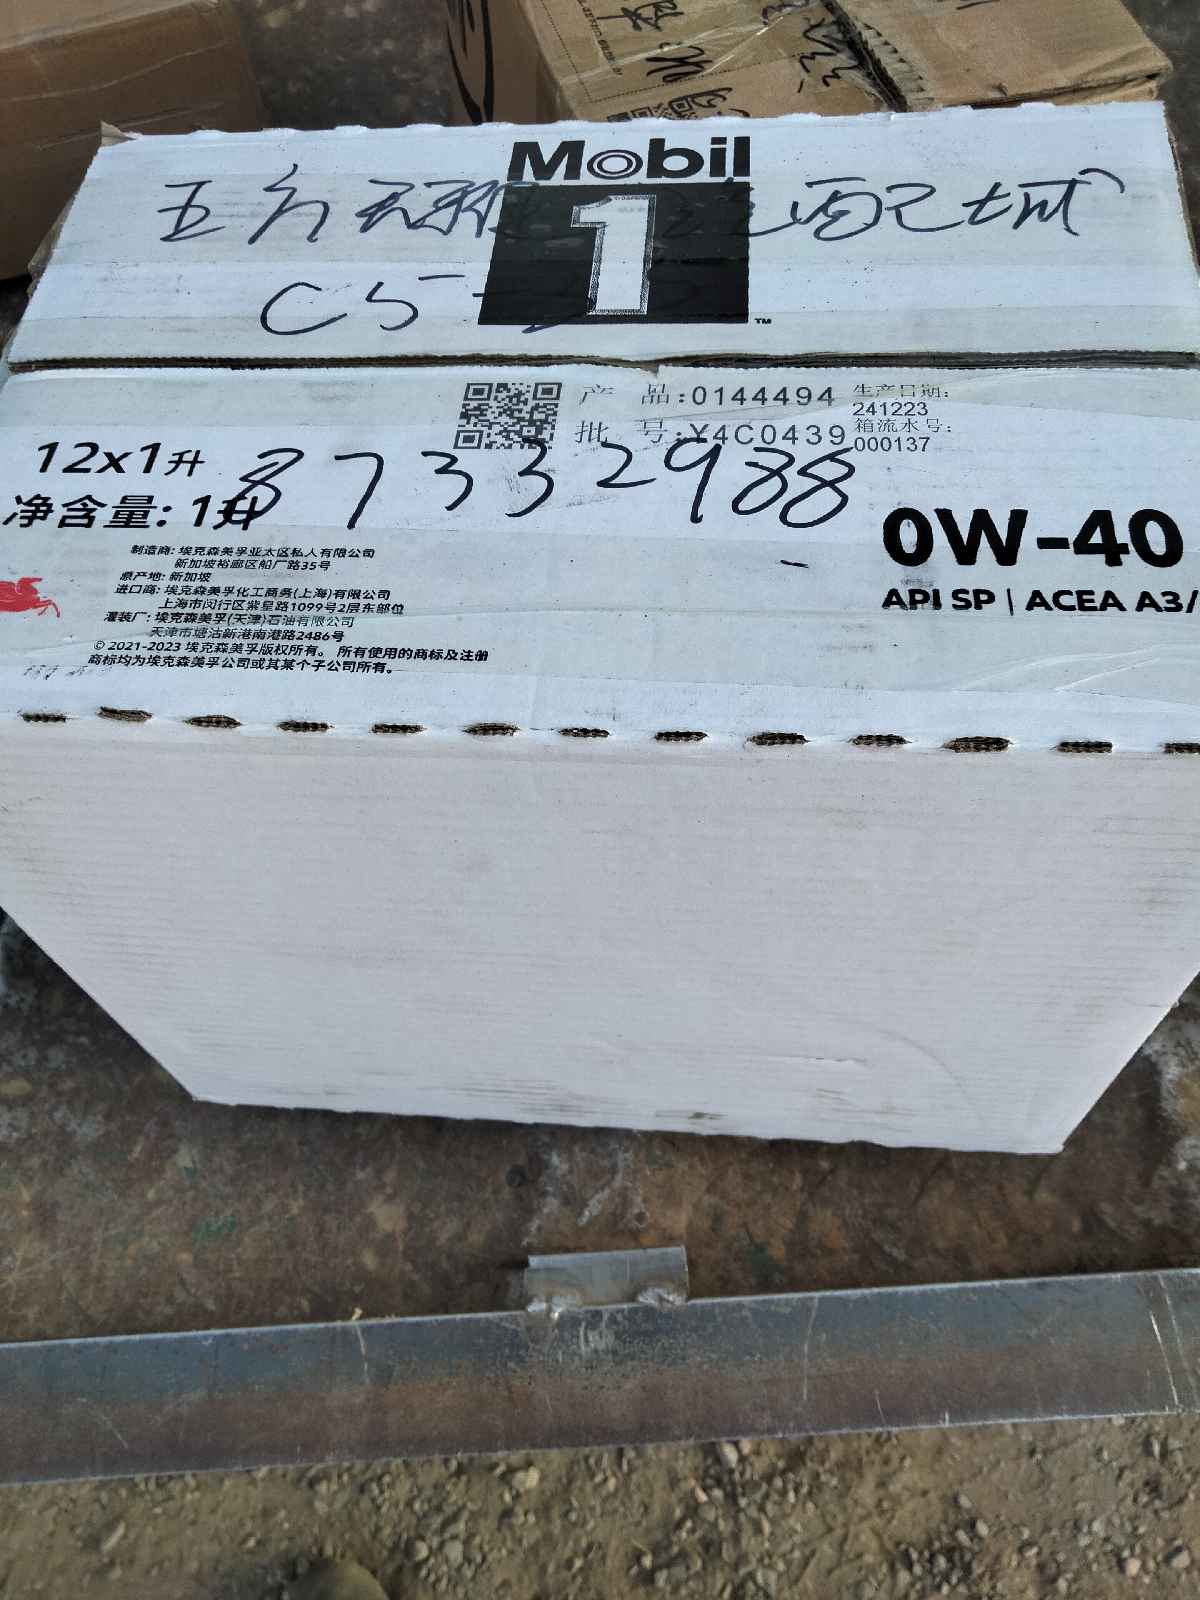 Mobil
1
™
五方 汽配城
C5-
产 品:0144494
生产日期:
241223
批 号:Y4C0439
箱流水号:
000137
12x1升
87332988
净含量: 1升
0W-40
API SP | ACEA A3/
制造商: 埃克森美孚亚太区私人有限公司
新加坡裕廊区船厂路35号
原产地: 新加坡
进口商: 埃克森美孚化工商务(上海)有限公司
上海市闵行区紫星路1099号2层东部位
灌装厂: 埃克森美孚(天津)石油有限公司
天津市塘沽新港南港路2486号
© 2021-2023 埃克森美孚版权所有。 所有使用的商标及注册
商标均为埃克森美孚公司或其某个子公司所有。